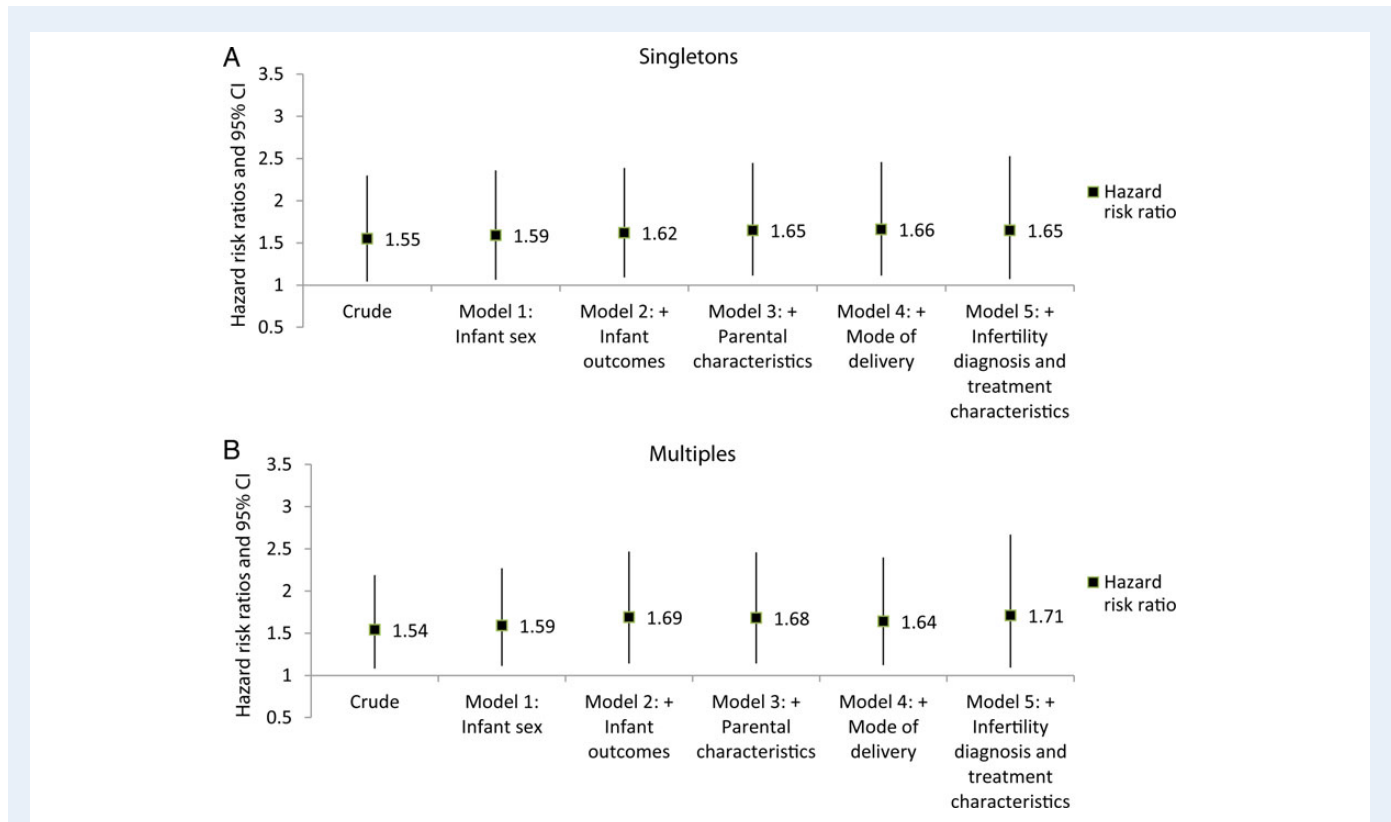 A
Singletons
Hazard risk ratios and 95% CI
3.5
3
2.5
2
1.5
1
0.5
1.55
1.59
1.62
1.65
1.66
1.65
Hazard
risk ratio
Crude
Model 1:
Infant sex
Model 2: +
Infant
outcomes
Model 3: +
Parental
characteristics
Model 4: +
Mode of
delivery
Model 5: +
Infertility
diagnosis and
treatment
characteristics
B
Multiples
Hazard risk ratios and 95% CI
3.5
3
2.5
2
1.5
1
0.5
1.54
1.59
1.69
1.68
1.64
1.71
Hazard
risk ratio
Crude
Model 1:
Infant sex
Model 2: +
Infant
outcomes
Model 3: +
Parental
characteristics
Model 4: +
Mode of
delivery
Model 5: +
Infertility
diagnosis and
treatment
characteristics